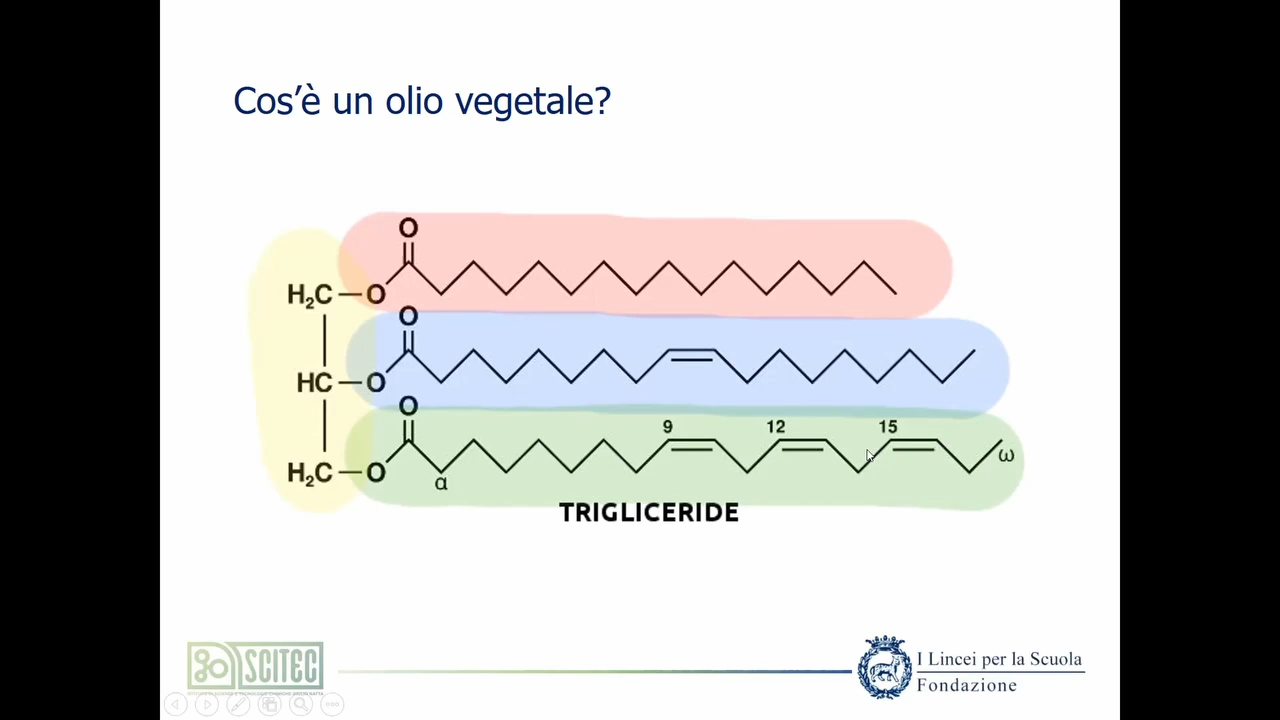 Cos'è un olio vegetale?
O
H₂C—O
O
HC—O
O
9 12 15
H₂C—O
α
ω
TRIGLICERIDE
SCITEC
I Lincei per la Scuola
Fondazione